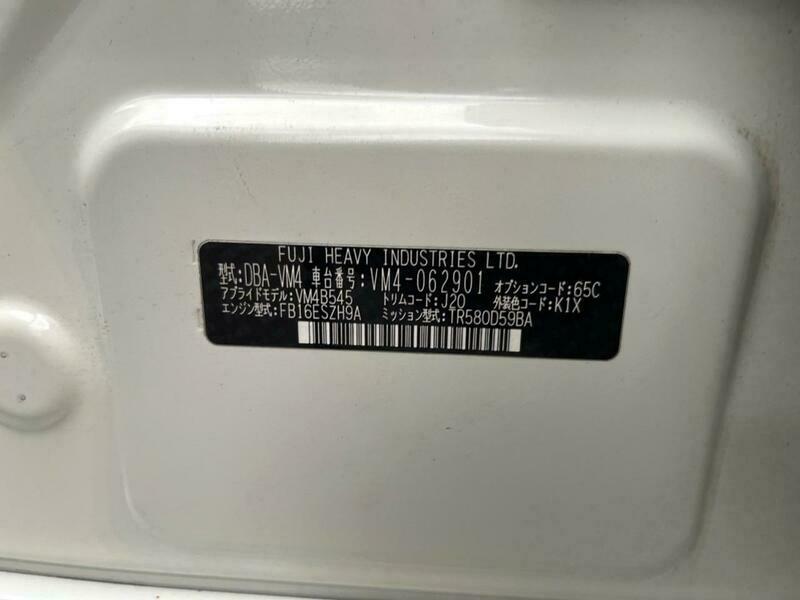 FUJI HEAVY INDUSTRIES LTD.
型式:DBA-VM4 車台番号:VM4-062901 オプションコード:65C
アプライドモデル:VM4B545 トリムコード:J20 外装色コード:K1X
エンジン型式:FB16ESZH9A ミッション型式:TR580D59BA